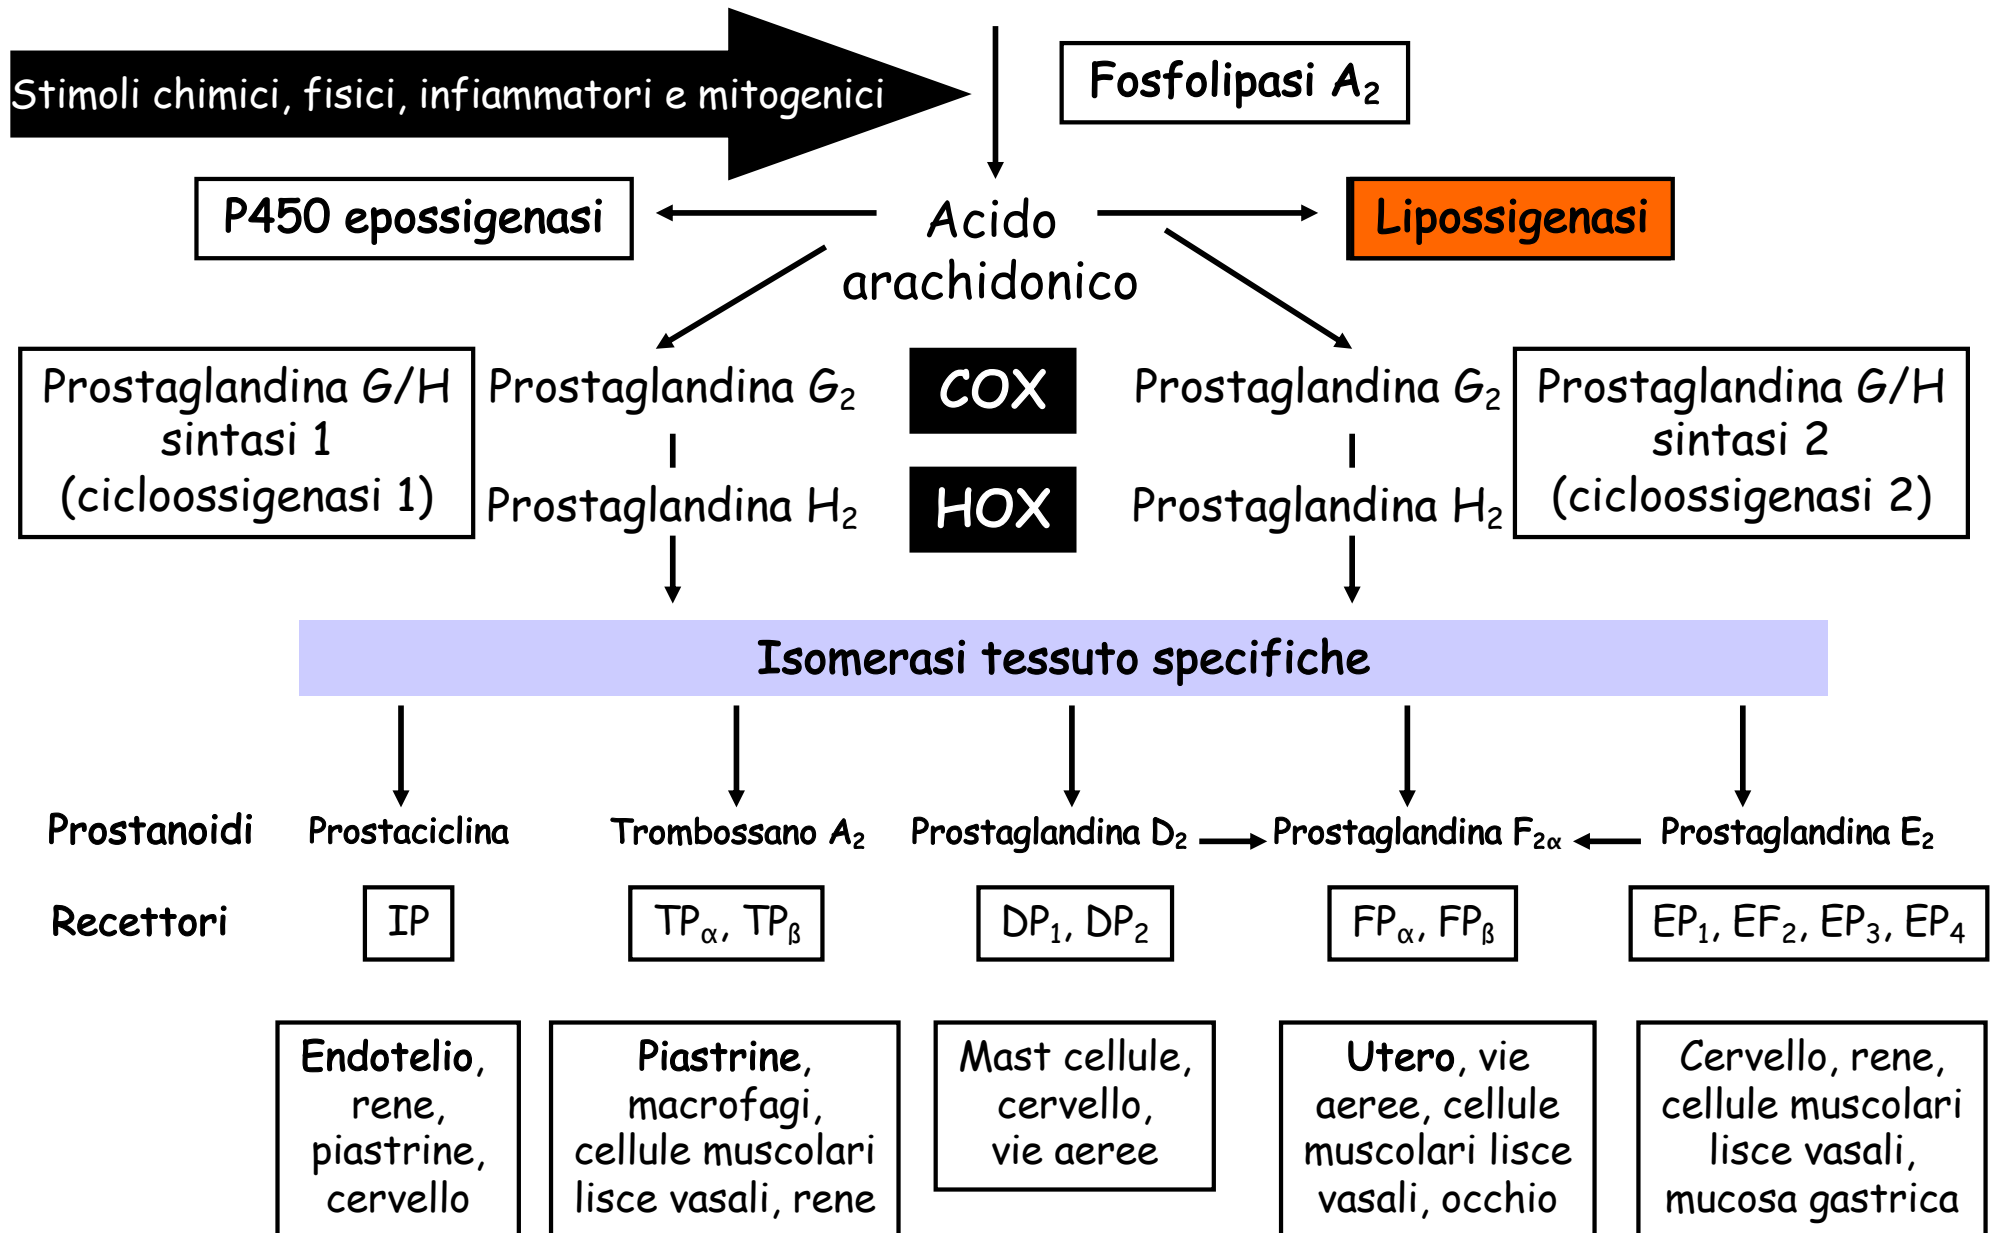 Stimoli chimici, fisici, infiammatori e mitogenici
Fosfolipasi A₂
P450 epossigenasi
Acido
arachidonico
Lipossigenasi
Prostaglandina G/H
sintasi 1
(cicloossigenasi 1)
Prostaglandina G₂
COX
Prostaglandina G₂
Prostaglandina G/H
sintasi 2
(cicloossigenasi 2)
Prostaglandina H₂
HOX
Prostaglandina H₂
Isomerasi tessuto specifiche
Prostanoidi
Prostaciclina
Trombossano A₂
Prostaglandina D₂
Prostaglandina F₂α
Prostaglandina E₂
Recettori
IP
TPα, TPß
DP₁, DP₂
FPα, FPß
EP₁, EF₂, EP₃, EP₄
Endotelio,
rene,
piastrine,
cervello
Piastrine,
macrofagi,
cellule muscolari
lisce vasali, rene
Mast cellule,
cervello,
vie aeree
Utero, vie
aeree, cellule
muscolari lisce
vasali, occhio
Cervello, rene,
cellule muscolari
lisce vasali,
mucosa gastrica